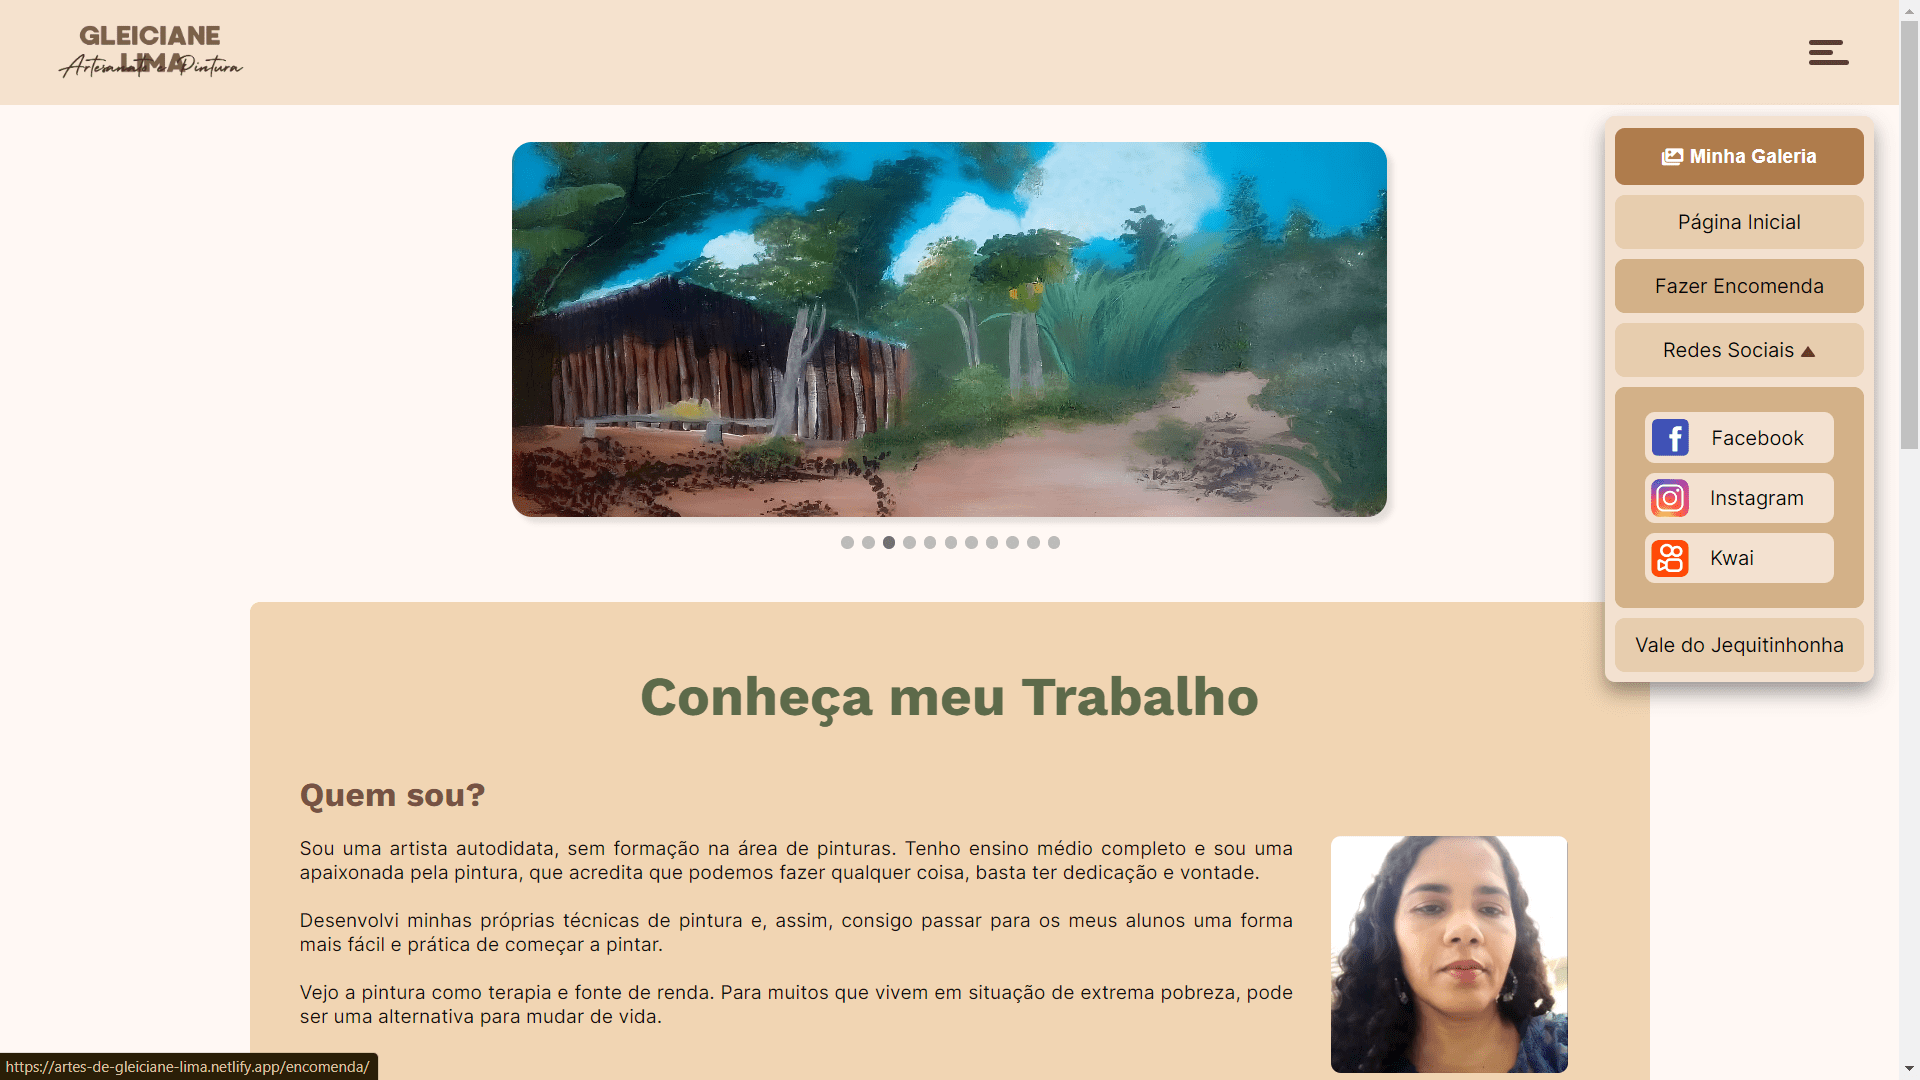 GLEICIANE
LIMA
Artesanato e Pintura
Minha Galeria
Página Inicial
Fazer Encomenda
Redes Sociais
Facebook
Instagram
Kwai
Vale do Jequitinhonha
Conheça meu Trabalho
Quem sou?
Sou uma artista autodidata, sem formação na área de pinturas. Tenho ensino médio completo e sou uma
apaixonada pela pintura, que acredita que podemos fazer qualquer coisa, basta ter dedicação e vontade.
Desenvolvi minhas próprias técnicas de pintura e, assim, consigo passar para os meus alunos uma forma
mais fácil e prática de começar a pintar.
Vejo a pintura como terapia e fonte de renda. Para muitos que vivem em situação de extrema pobreza, pode
ser uma alternativa para mudar de vida.
https://artes-de-gleiciane-lima.netlify.app/encomenda/